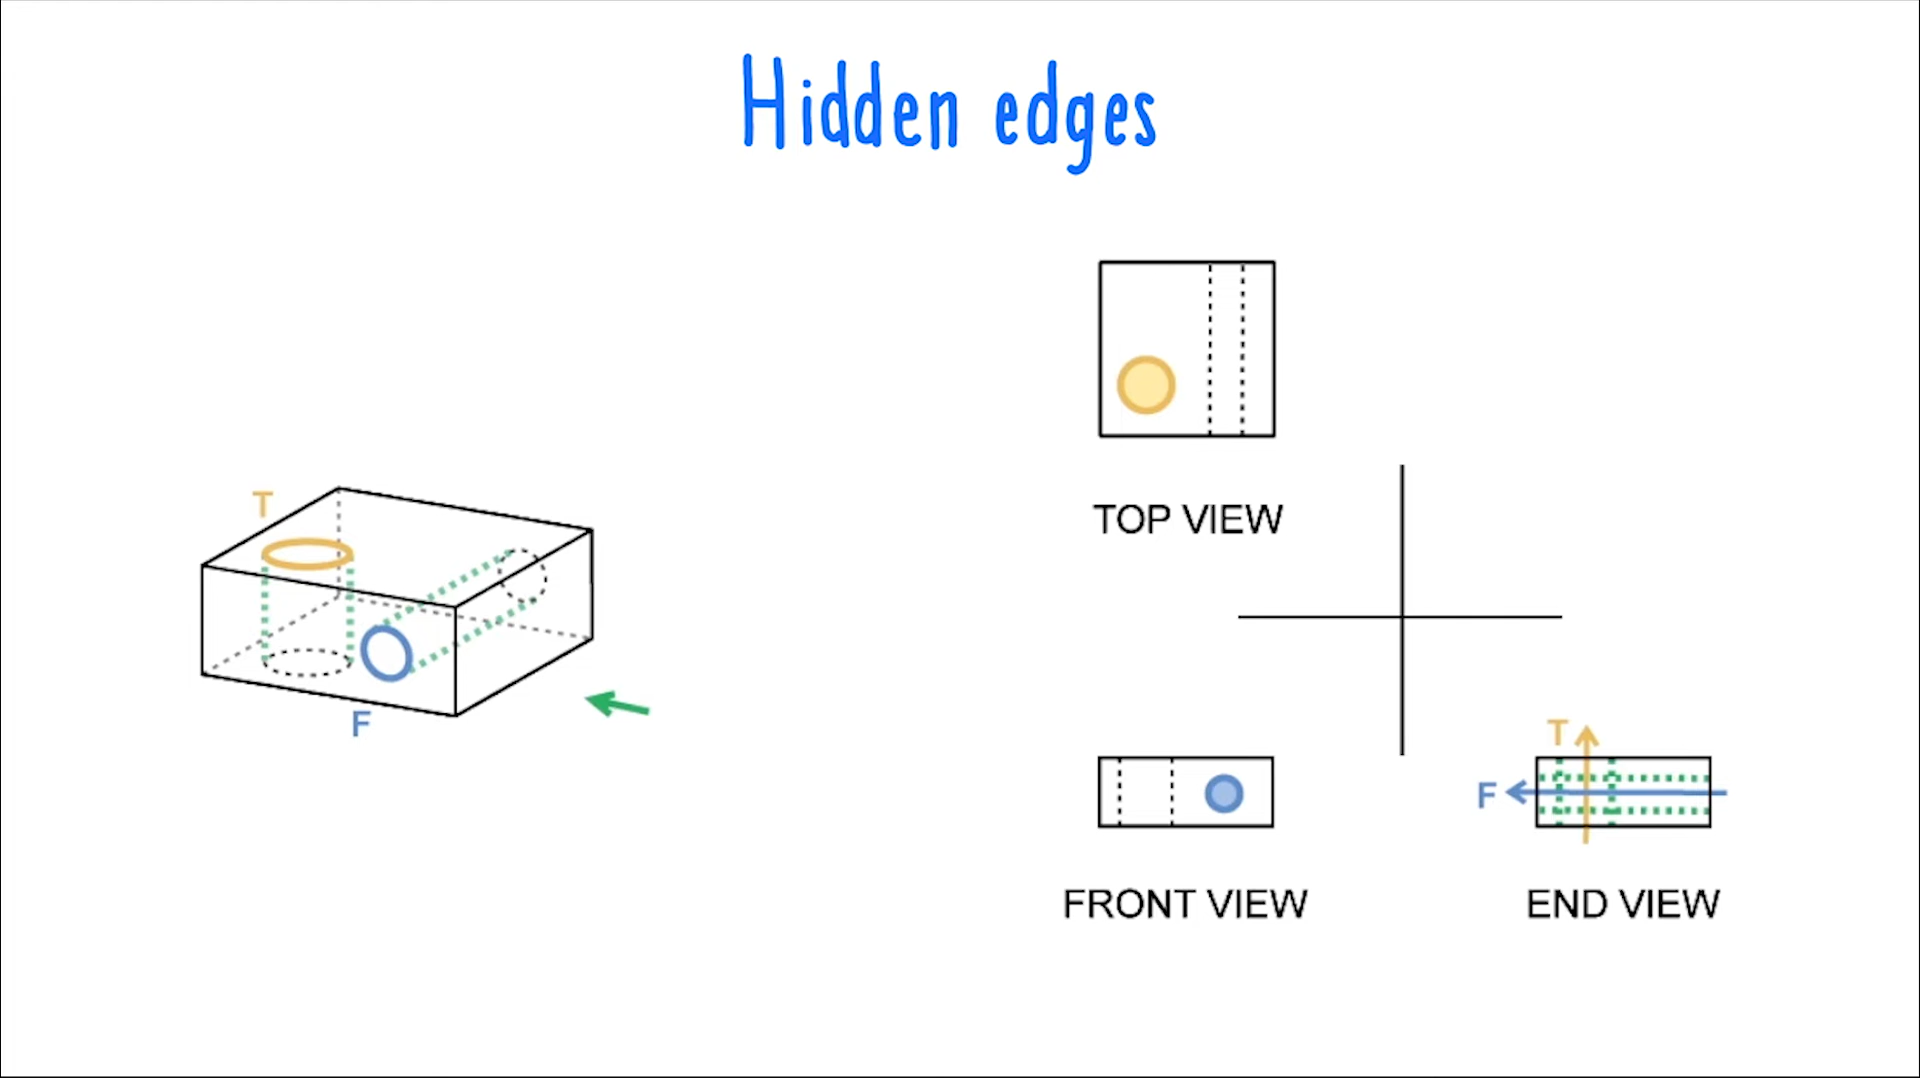 Hidden edges
TOP VIEW
T
F
T
F
FRONT VIEW
END VIEW